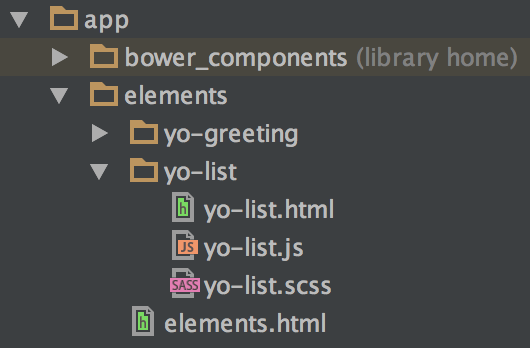 app
bower_components (library home)
elements
yo-greeting
yo-list
h yo-list.html
JS yo-list.js
SASS yo-list.scss
h elements.html